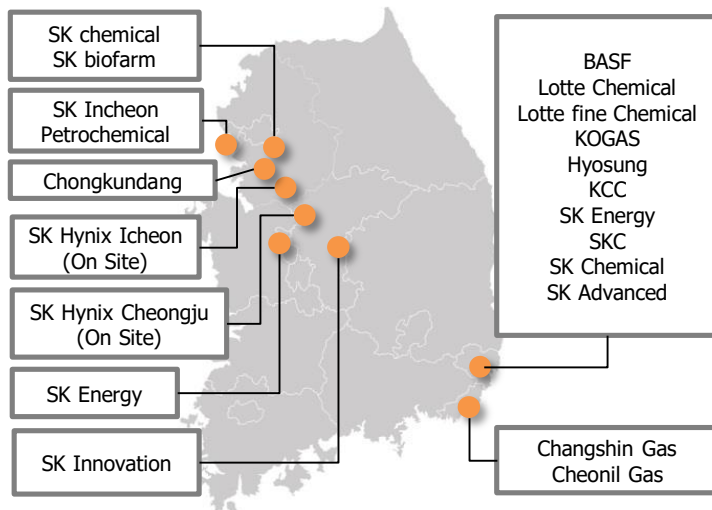 SK chemical
SK biofarm
SK Incheon
Petrochemical
Chongkundang
SK Hynix Icheon
(On Site)
SK Hynix Cheongju
(On Site)
SK Energy
SK Innovation
BASF
Lotte Chemical
Lotte fine Chemical
KOGAS
Hyosung
KCC
SK Energy
SKC
SK Chemical
SK Advanced
Changshin Gas
Cheonil Gas